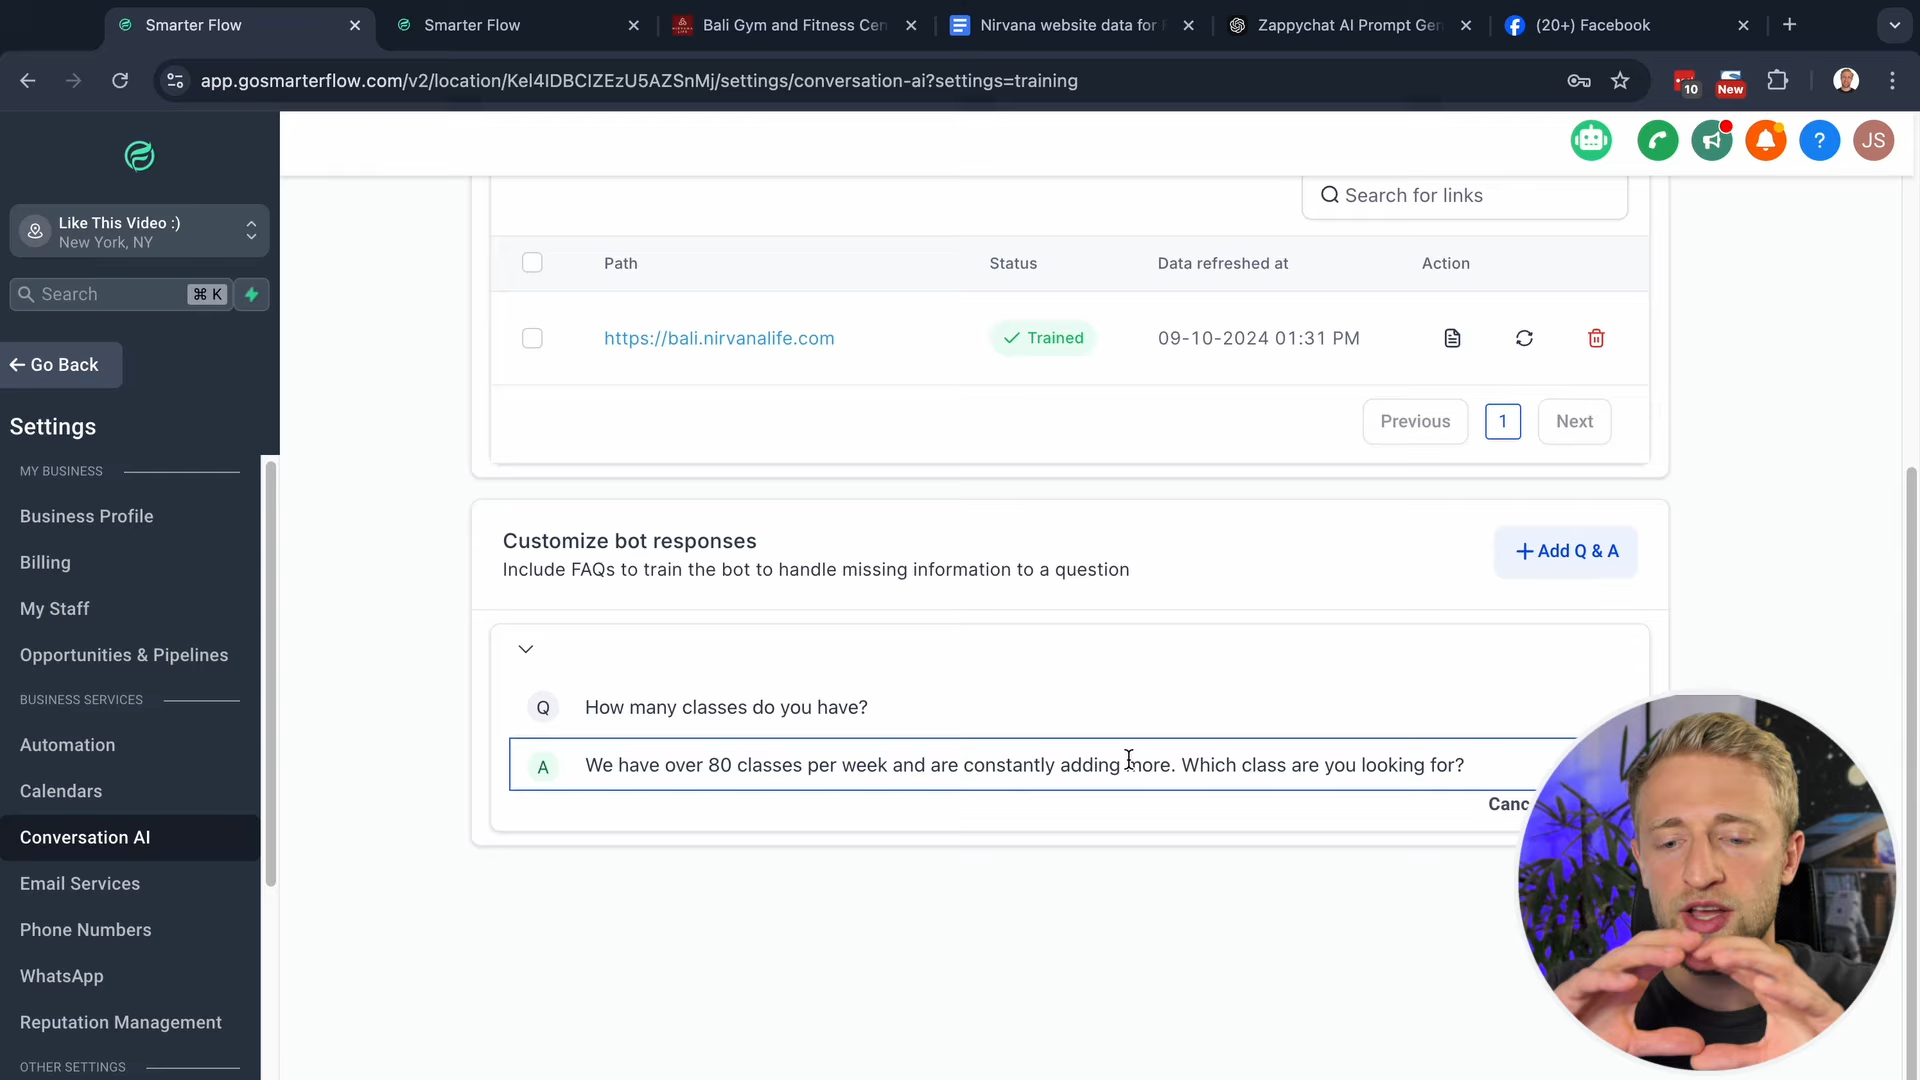 Smarter Flow
Smarter Flow
Bali Gym and Fitness Cen
Nirvana website data for
Zappychat AI Prompt Gen
(20+) Facebook
app.gosmarterflow.com/v2/location/Kel4IDBCIZEzU5AZSnMj/settings/conversation-ai?settings=training
10
New
JS
Like This Video :)
New York, NY
Search
⌘ K
Go Back
Settings
MY BUSINESS
Business Profile
Billing
My Staff
Opportunities & Pipelines
BUSINESS SERVICES
Automation
Calendars
Conversation AI
Email Services
Phone Numbers
WhatsApp
Reputation Management
OTHER SETTINGS
Search for links
Path Status Data refreshed at Action
https://bali.nirvanalife.com Trained 09-10-2024 01:31 PM
Previous 1 Next
Customize bot responses
Include FAQs to train the bot to handle missing information to a question
+ Add Q & A
Q How many classes do you have?
A We have over 80 classes per week and are constantly adding more. Which class are you looking for?
Canc